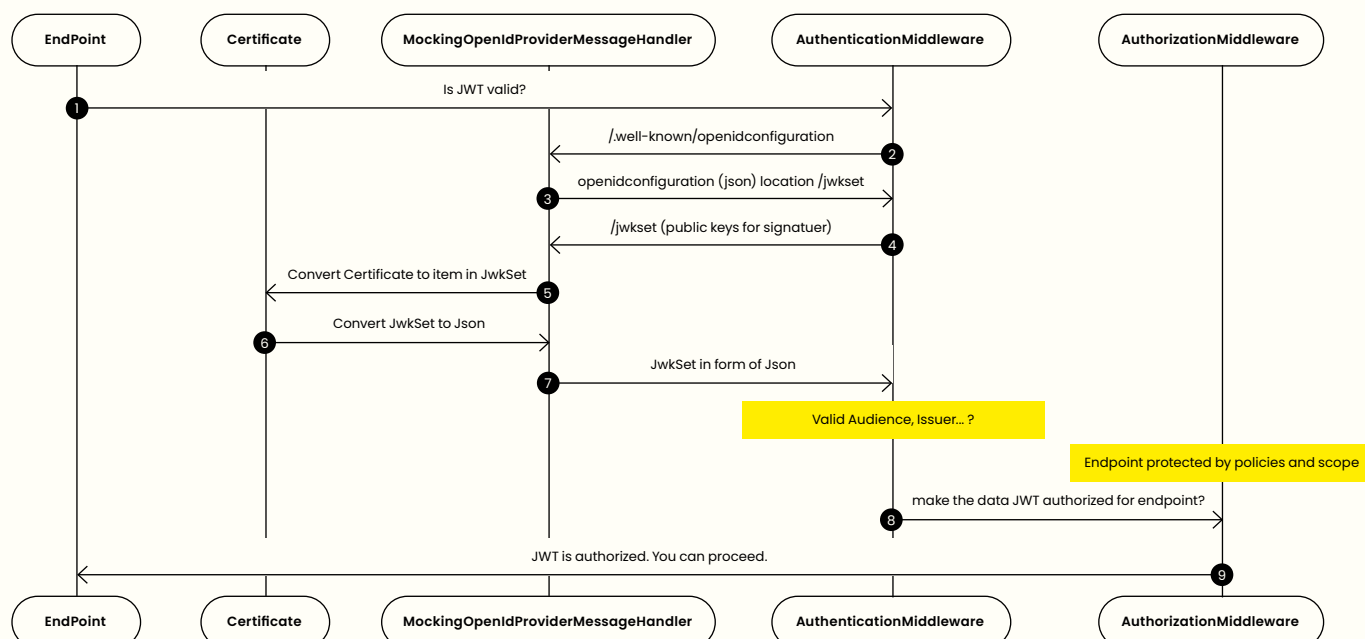 EndPoint
Certificate
MockingOpenIdProviderMessageHandler
AuthenticationMiddleware
AuthorizationMiddleware
Is JWT valid?
1
/.well-known/openidconfiguration
2
openidconfiguration (json) location /jwkset
3
/jwkset (public keys for signatuer)
4
Convert Certificate to item in JwkSet
5
Convert JwkSet to Json
6
JwkSet in form of Json
7
Valid Audience, Issuer... ?
Endpoint protected by policies and scope
make the data JWT authorized for endpoint?
8
JWT is authorized. You can proceed.
9
EndPoint
Certificate
MockingOpenIdProviderMessageHandler
AuthenticationMiddleware
AuthorizationMiddleware